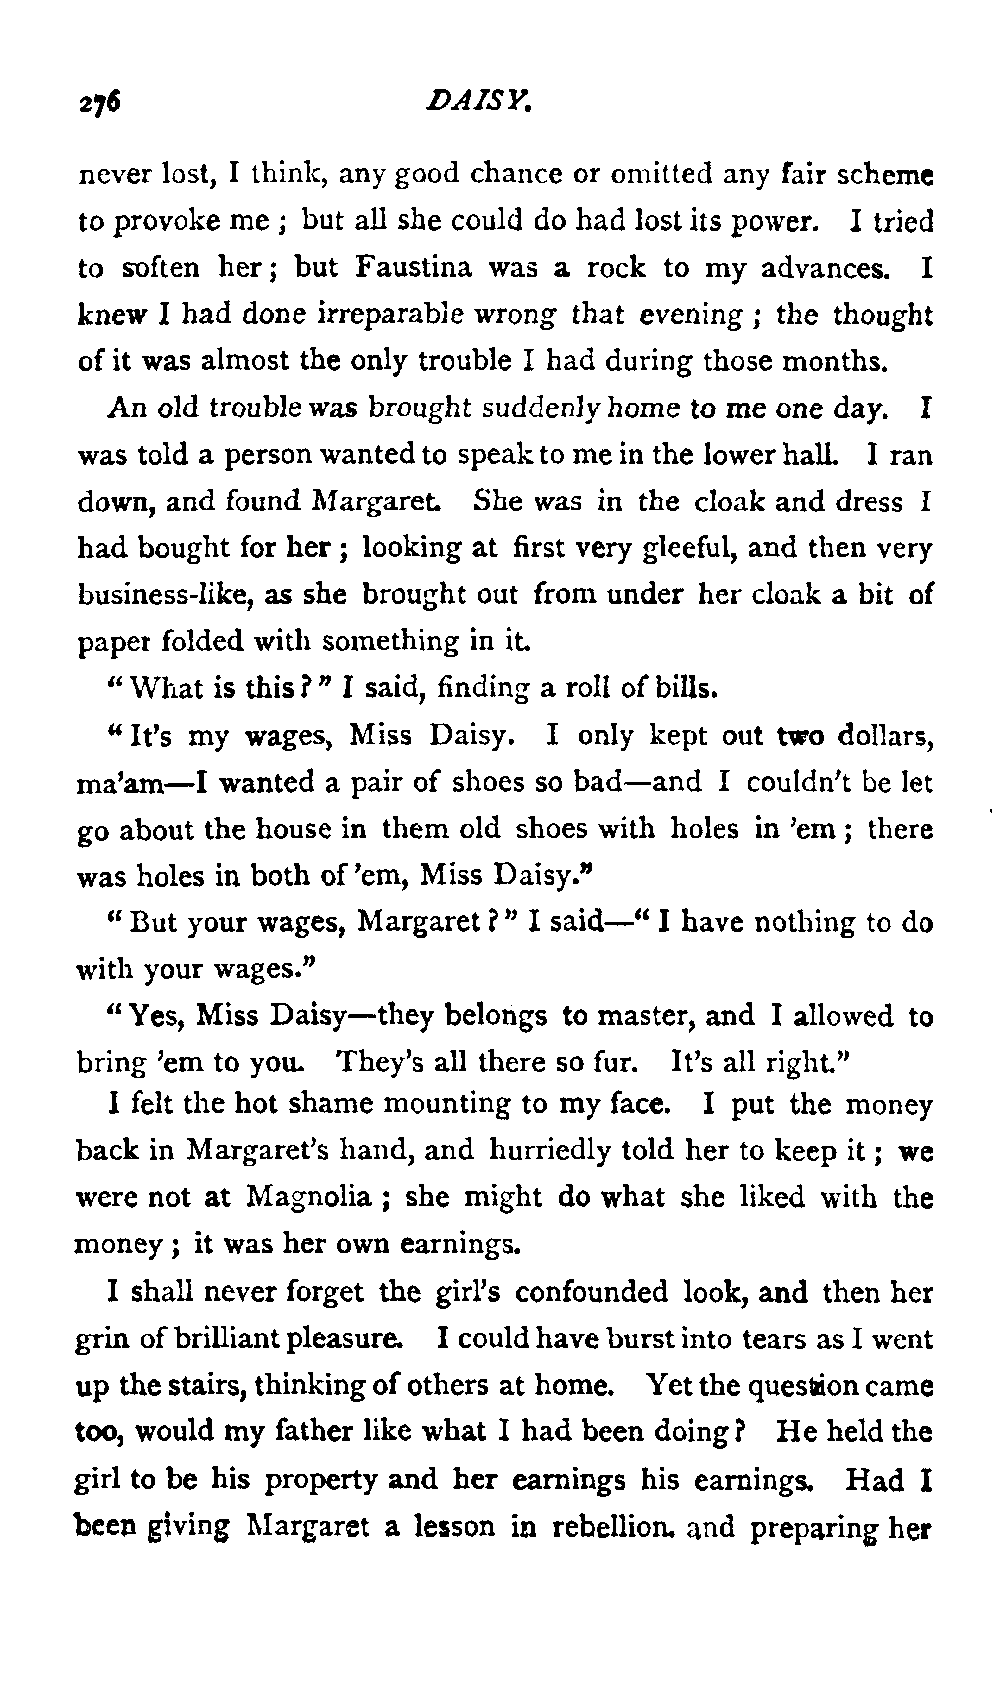 276 DAISY.
never lost, I think, any good chance or omitted any fair scheme
to provoke me ; but all she could do had lost its power. I tried
to soften her ; but Faustina was a rock to my advances. I
knew I had done irreparable wrong that evening ; the thought
of it was almost the only trouble I had during those months.
An old trouble was brought suddenly home to me one day. I
was told a person wanted to speak to me in the lower hall. I ran
down, and found Margaret. She was in the cloak and dress I
had bought for her ; looking at first very gleeful, and then very
business-like, as she brought out from under her cloak a bit of
paper folded with something in it.
"What is this?" I said, finding a roll of bills.
"It's my wages, Miss Daisy. I only kept out two dollars,
ma'am—I wanted a pair of shoes so bad—and I couldn't be let
go about the house in them old shoes with holes in 'em ; there
was holes in both of 'em, Miss Daisy."
"But your wages, Margaret?" I said—"I have nothing to do
with your wages."
"Yes, Miss Daisy—they belongs to master, and I allowed to
bring 'em to you. They's all there so fur. It's all right."
I felt the hot shame mounting to my face. I put the money
back in Margaret's hand, and hurriedly told her to keep it ; we
were not at Magnolia ; she might do what she liked with the
money ; it was her own earnings.
I shall never forget the girl's confounded look, and then her
grin of brilliant pleasure. I could have burst into tears as I went
up the stairs, thinking of others at home. Yet the question came
too, would my father like what I had been doing? He held the
girl to be his property and her earnings his earnings. Had I
been giving Margaret a lesson in rebellion, and preparing her